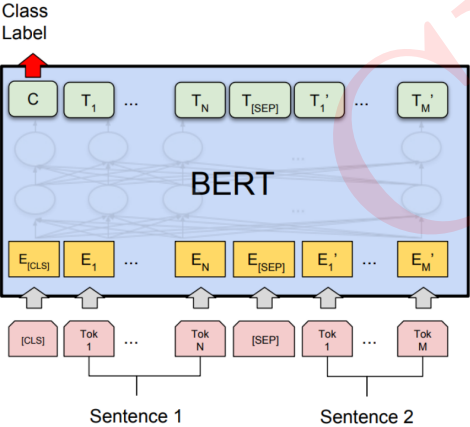 Class
Label
C T1 ... TN T[SEP] T1’ ... TM’
...
BERT
...
E[CLS] E1 ... EN E[SEP] E1’ ... EM’
[CLS] Tok 1 ... Tok N [SEP] Tok 1 ... Tok M
Sentence 1 Sentence 2